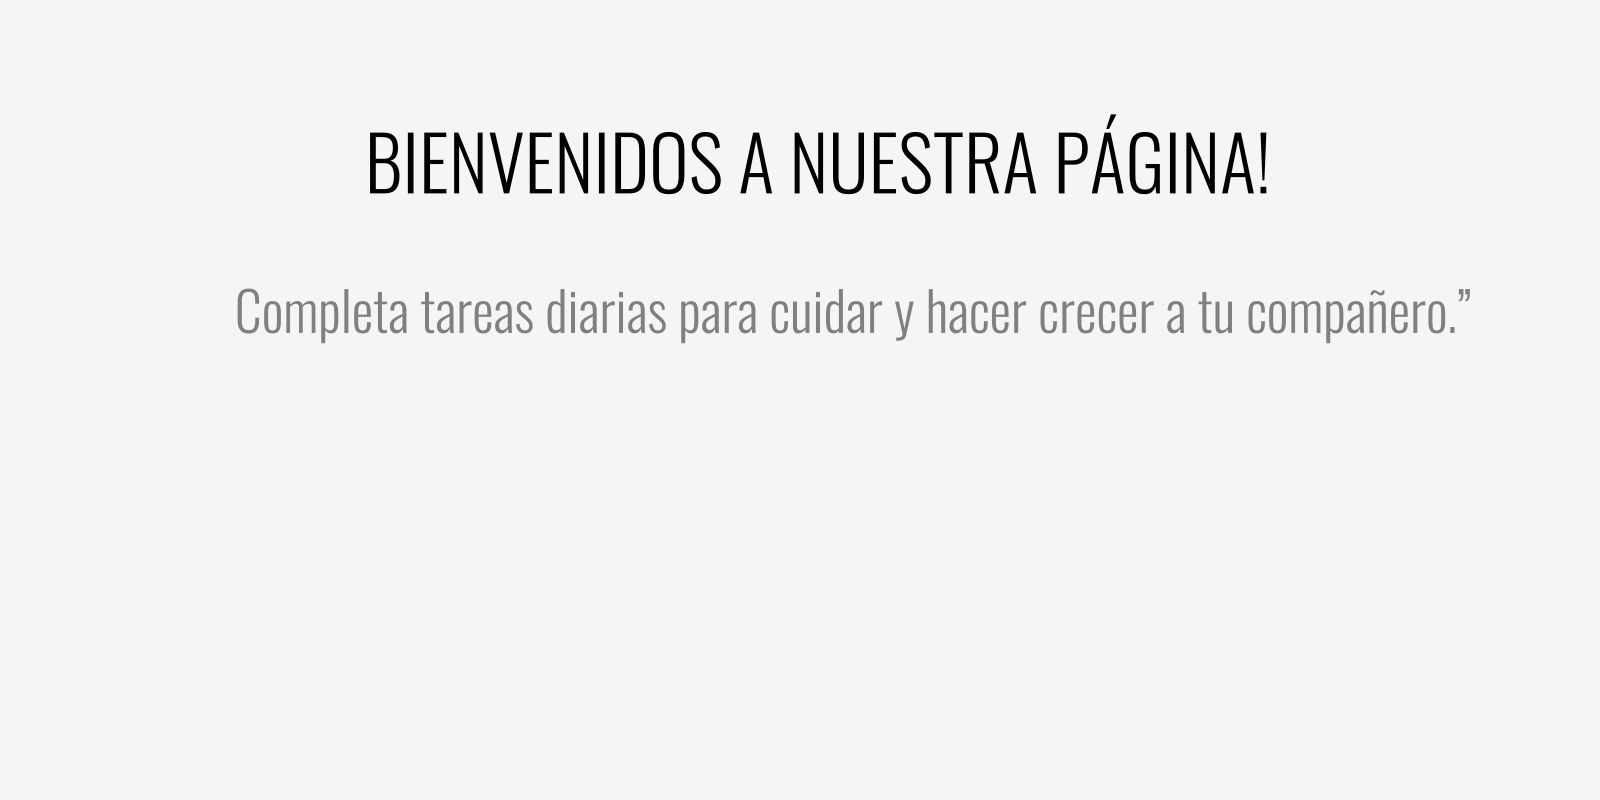 BIENVENIDOS A NUESTRA PÁGINA!
Completa tareas diarias para cuidar y hacer crecer a tu compañero.”